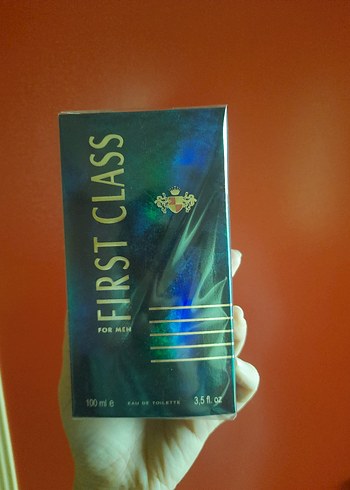 FIRST CLASS
FOR MEN
100 ml e EAU DE TOILETTE 3,5 fl. oz